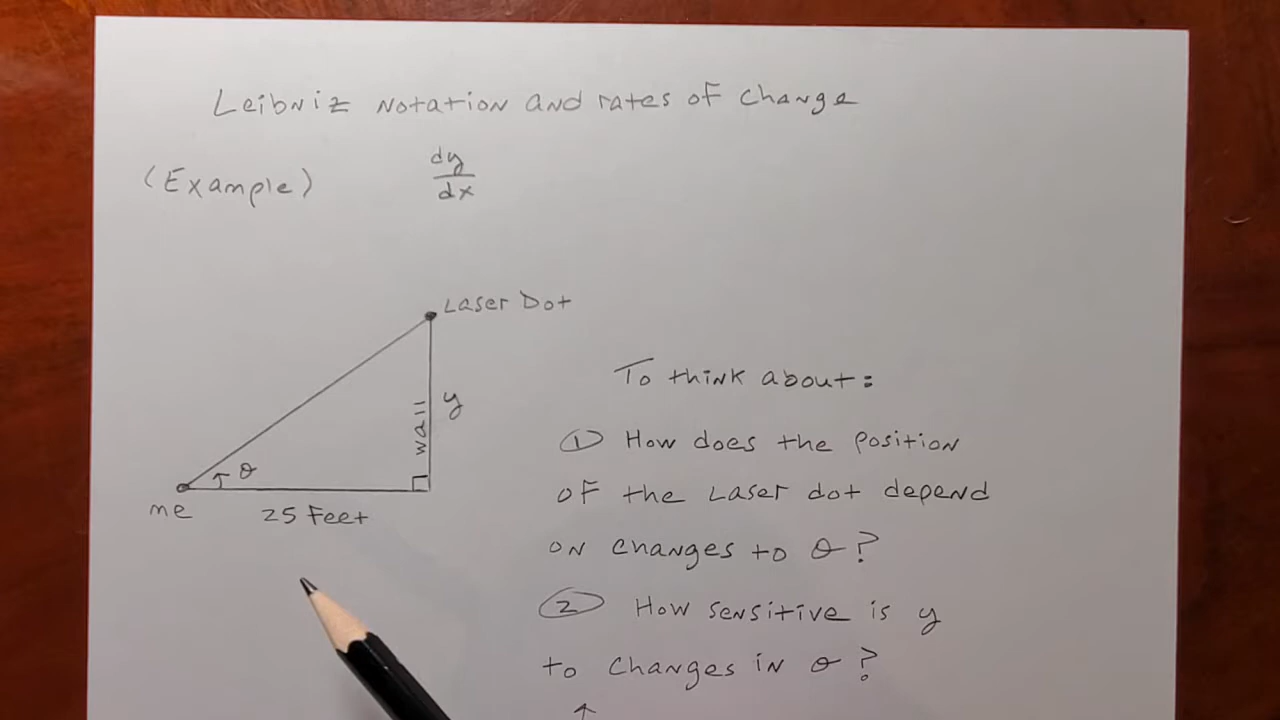 Leibniz notation and rates of change
(Example)
dy
dx
Laser Dot
wall
y
θ
me
25 Feet
To think about:
① How does the position
of the Laser dot depend
on changes to θ?
② How sensitive is y
to changes in θ?
↑